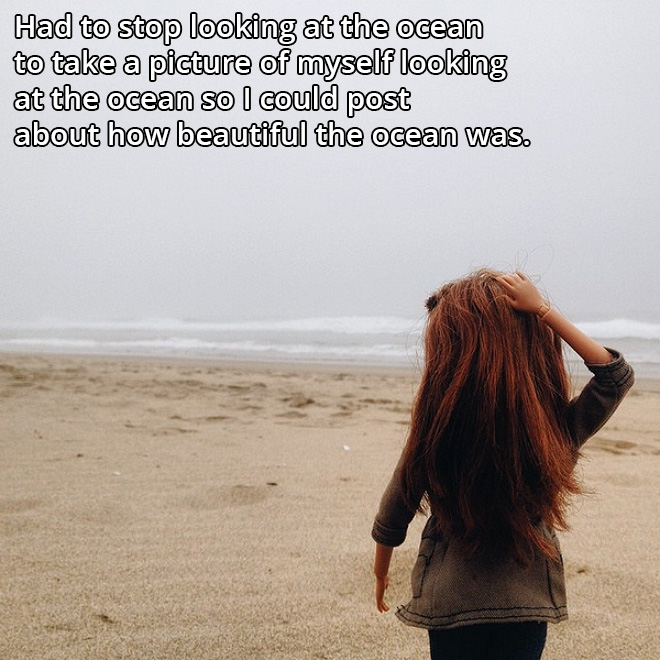 Had to stop looking at the ocean
to take a picture of myself looking
at the ocean so I could post
about how beautiful the ocean was.